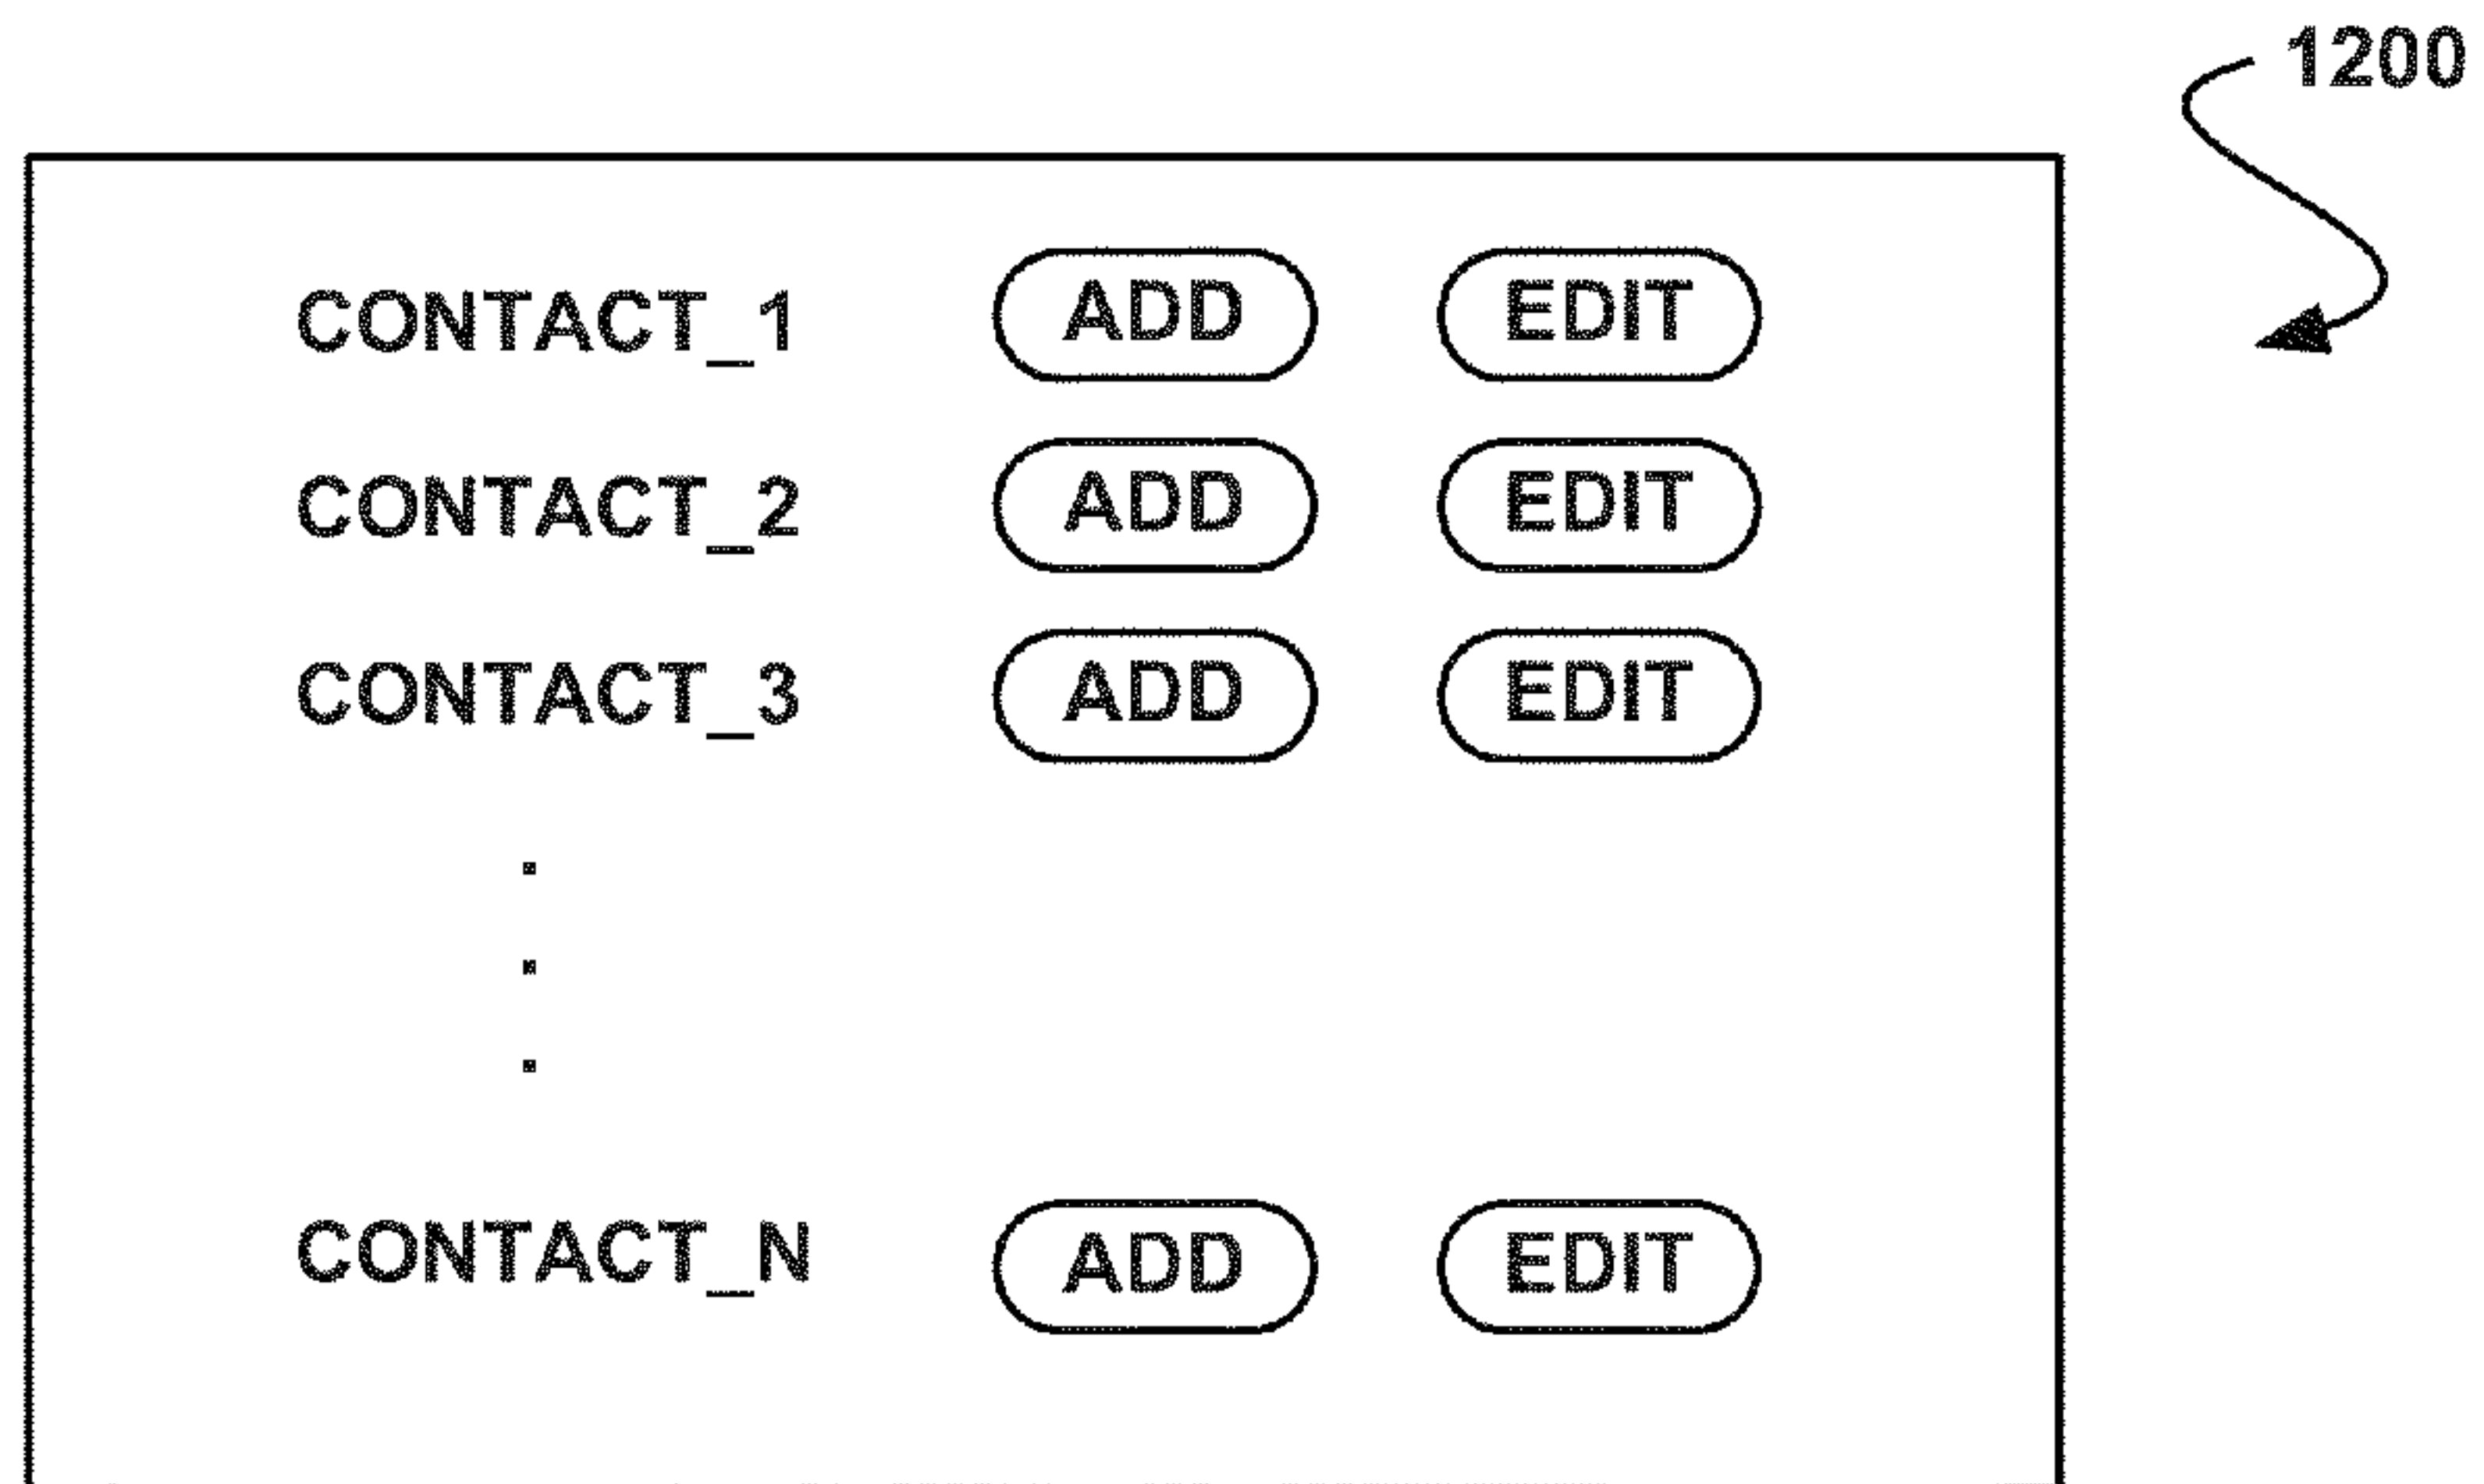 1200
CONTACT_1 ADD EDIT
CONTACT_2 ADD EDIT
CONTACT_3 ADD EDIT
.
.
.
CONTACT_N ADD EDIT